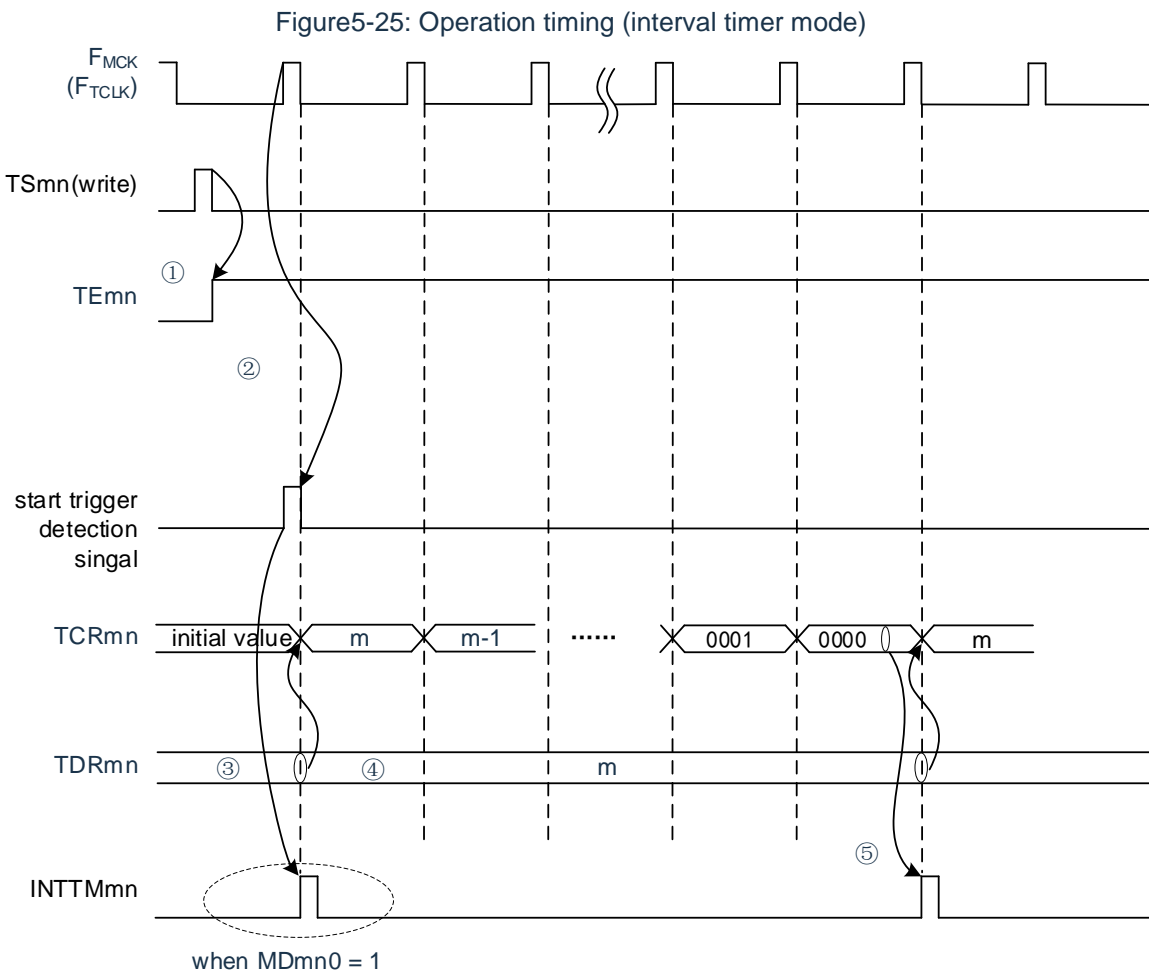 Figure5-25: Operation timing (interval timer mode)
FMCK
(FTCLK)
TSmn(write)
①
TEmn
②
start trigger
detection
singal
TCRmn
initial value
m
m-1
······
0001
0000
m
TDRmn
③
④
m
⑤
INTTMmn
when MDmn0 = 1